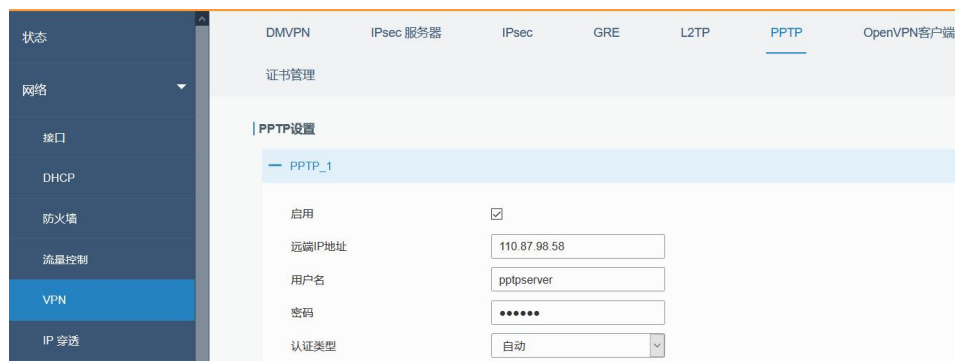 状态
网络
接口
DHCP
防火墙
流量控制
VPN
IP 穿透
DMVPN IPsec 服务器 IPsec GRE L2TP PPTP OpenVPN客户端
证书管理
PPTP设置
PPTP_1
启用
远端IP地址 110.87.98.58
用户名 pptpserver
密码 ••••••
认证类型 自动